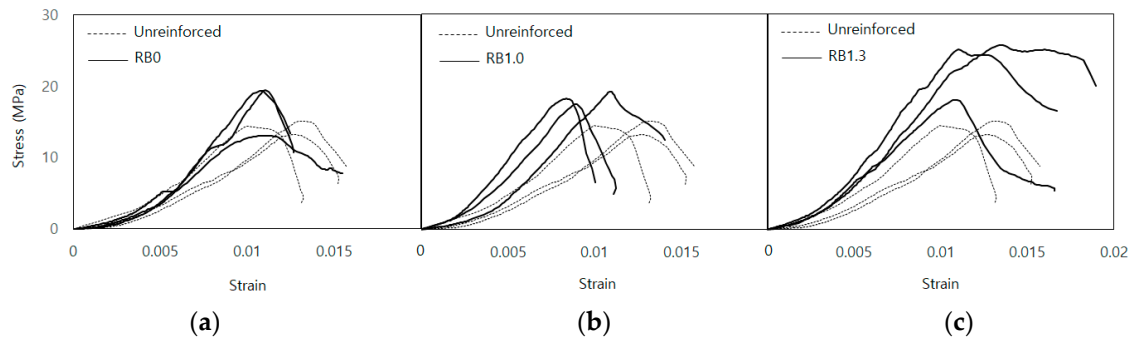 30
20
10
0
Stress (MPa)
Unreinforced
RB0
0
0.005
0.01
0.015
Strain
(a)
Unreinforced
RB1.0
0
0.005
0.01
0.015
Strain
(b)
Unreinforced
RB1.3
0
0.005
0.01
0.015
0.02
Strain
(c)